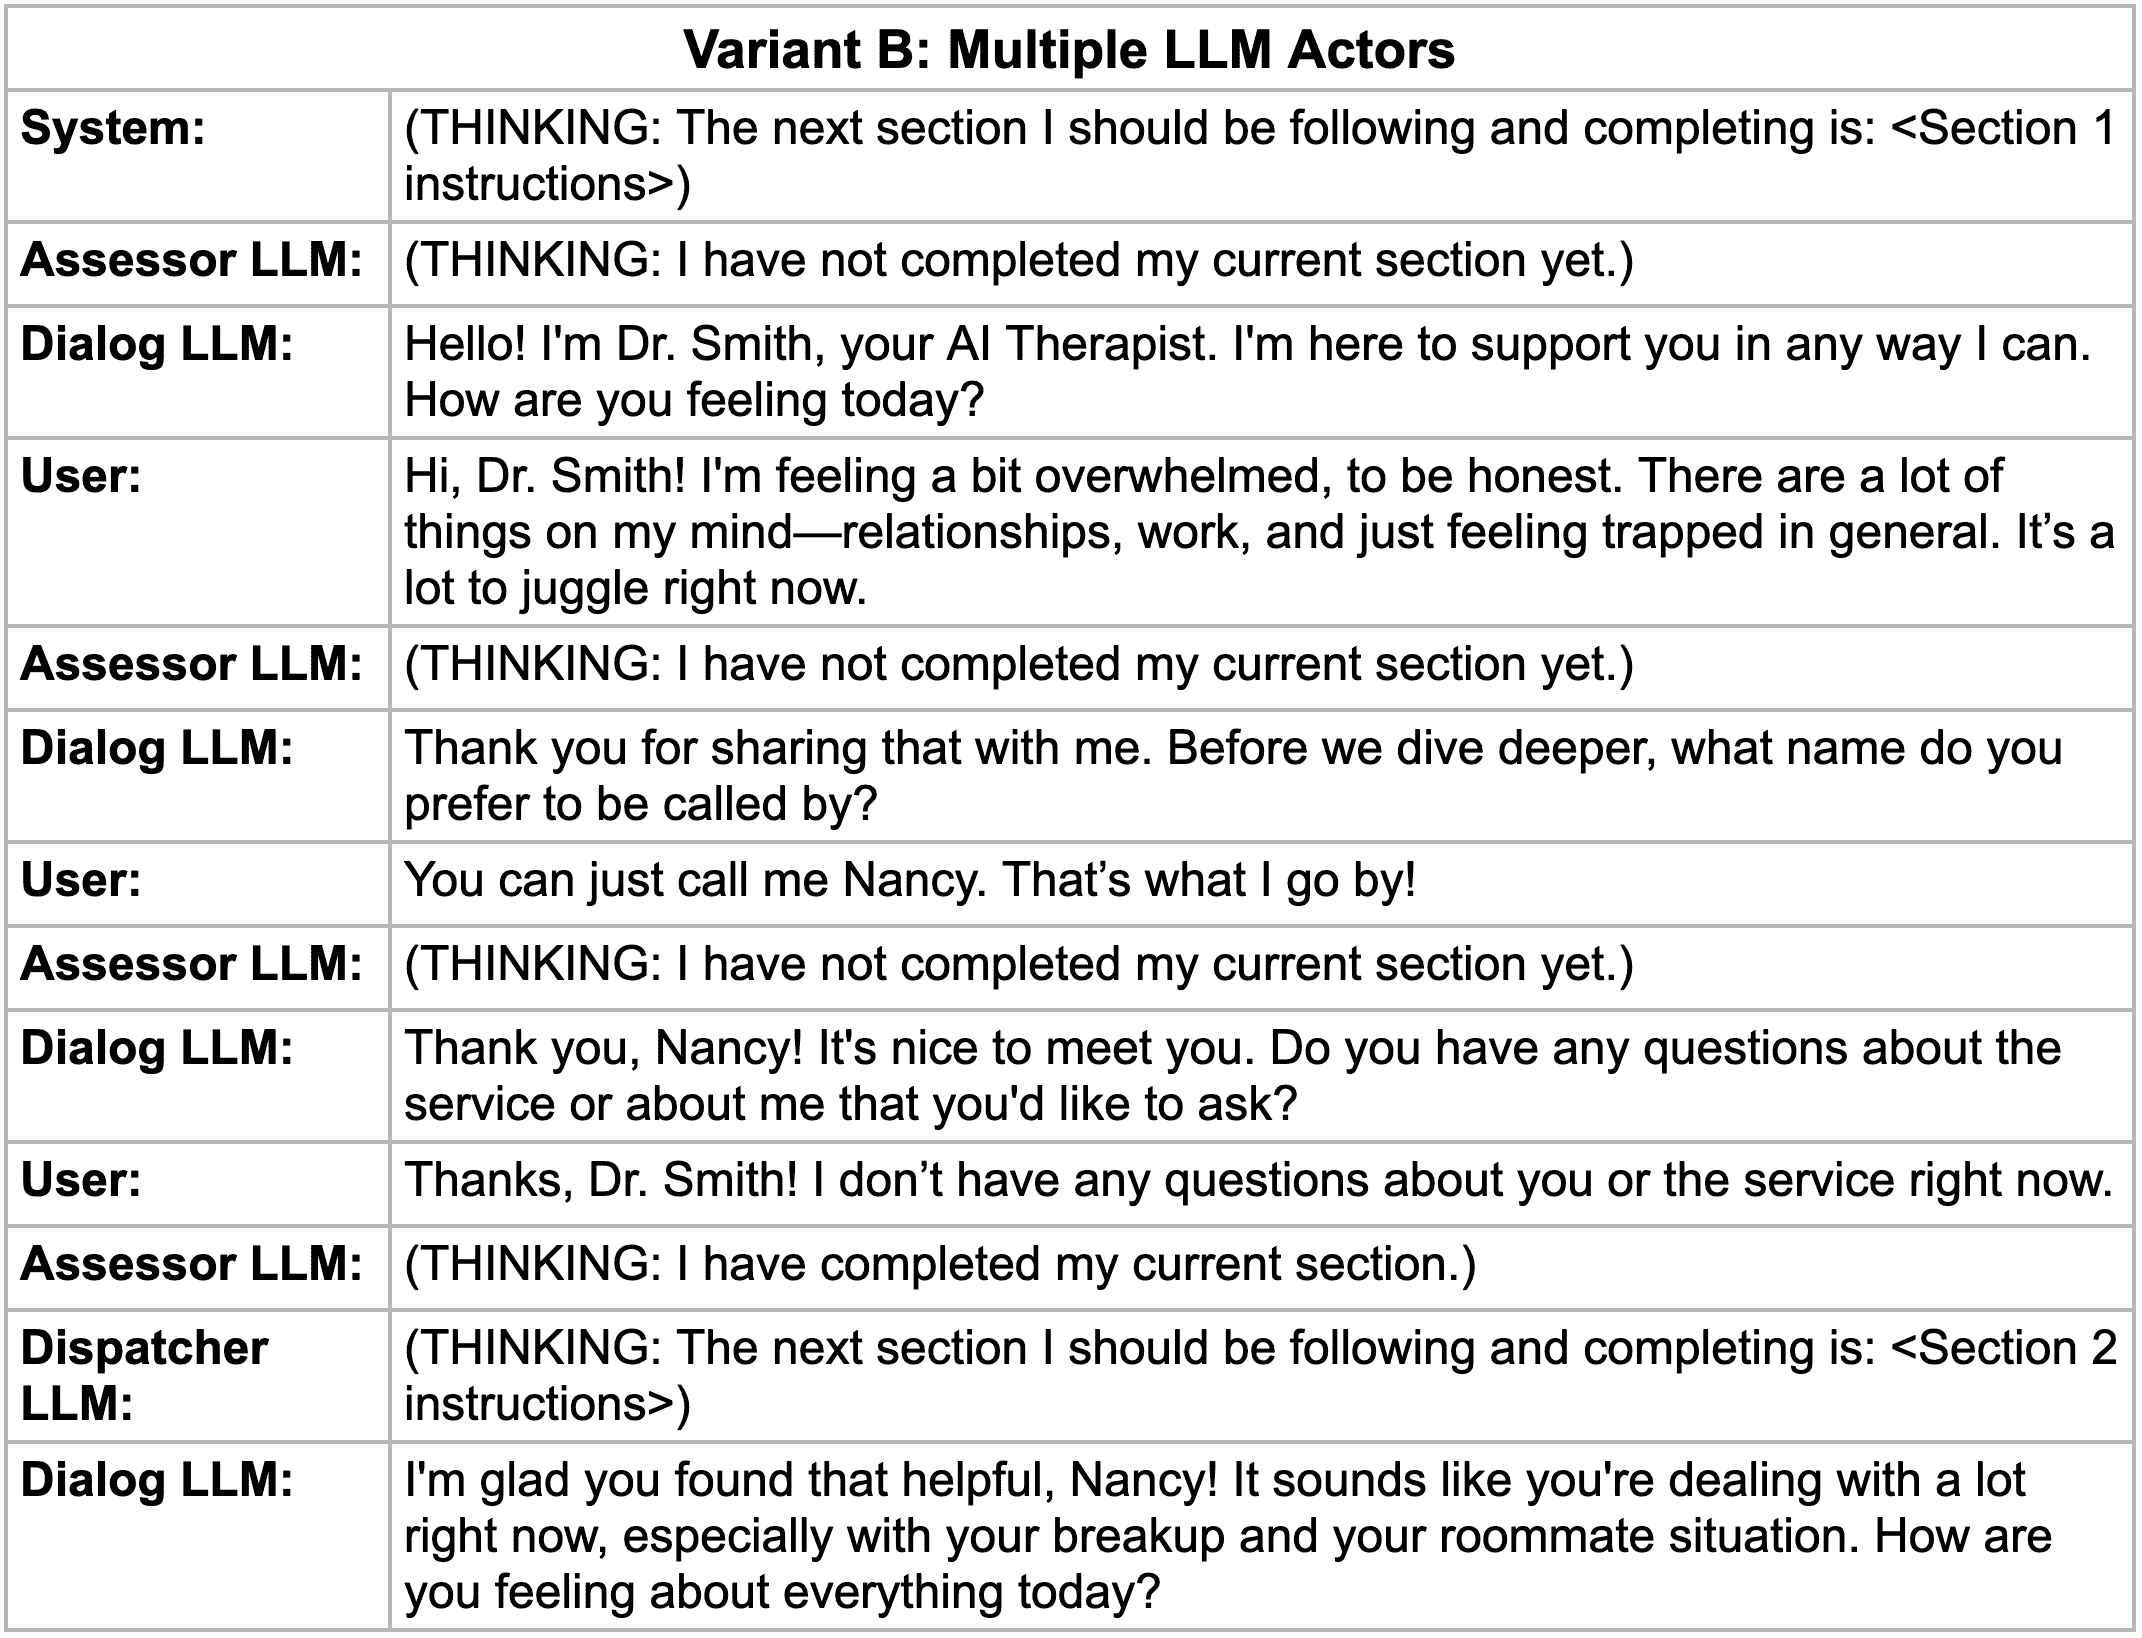 Variant B: Multiple LLM Actors
System:
(THINKING: The next section I should be following and completing is: <Section 1
instructions>)
Assessor LLM:
(THINKING: I have not completed my current section yet.)
Dialog LLM:
Hello! I'm Dr. Smith, your AI Therapist. I'm here to support you in any way I can.
How are you feeling today?
User:
Hi, Dr. Smith! I'm feeling a bit overwhelmed, to be honest. There are a lot of
things on my mind—relationships, work, and just feeling trapped in general. It’s a
lot to juggle right now.
Assessor LLM:
(THINKING: I have not completed my current section yet.)
Dialog LLM:
Thank you for sharing that with me. Before we dive deeper, what name do you
prefer to be called by?
User:
You can just call me Nancy. That’s what I go by!
Assessor LLM:
(THINKING: I have not completed my current section yet.)
Dialog LLM:
Thank you, Nancy! It's nice to meet you. Do you have any questions about the
service or about me that you'd like to ask?
User:
Thanks, Dr. Smith! I don’t have any questions about you or the service right now.
Assessor LLM:
(THINKING: I have completed my current section.)
Dispatcher
LLM:
(THINKING: The next section I should be following and completing is: <Section 2
instructions>)
Dialog LLM:
I'm glad you found that helpful, Nancy! It sounds like you're dealing with a lot
right now, especially with your breakup and your roommate situation. How are
you feeling about everything today?